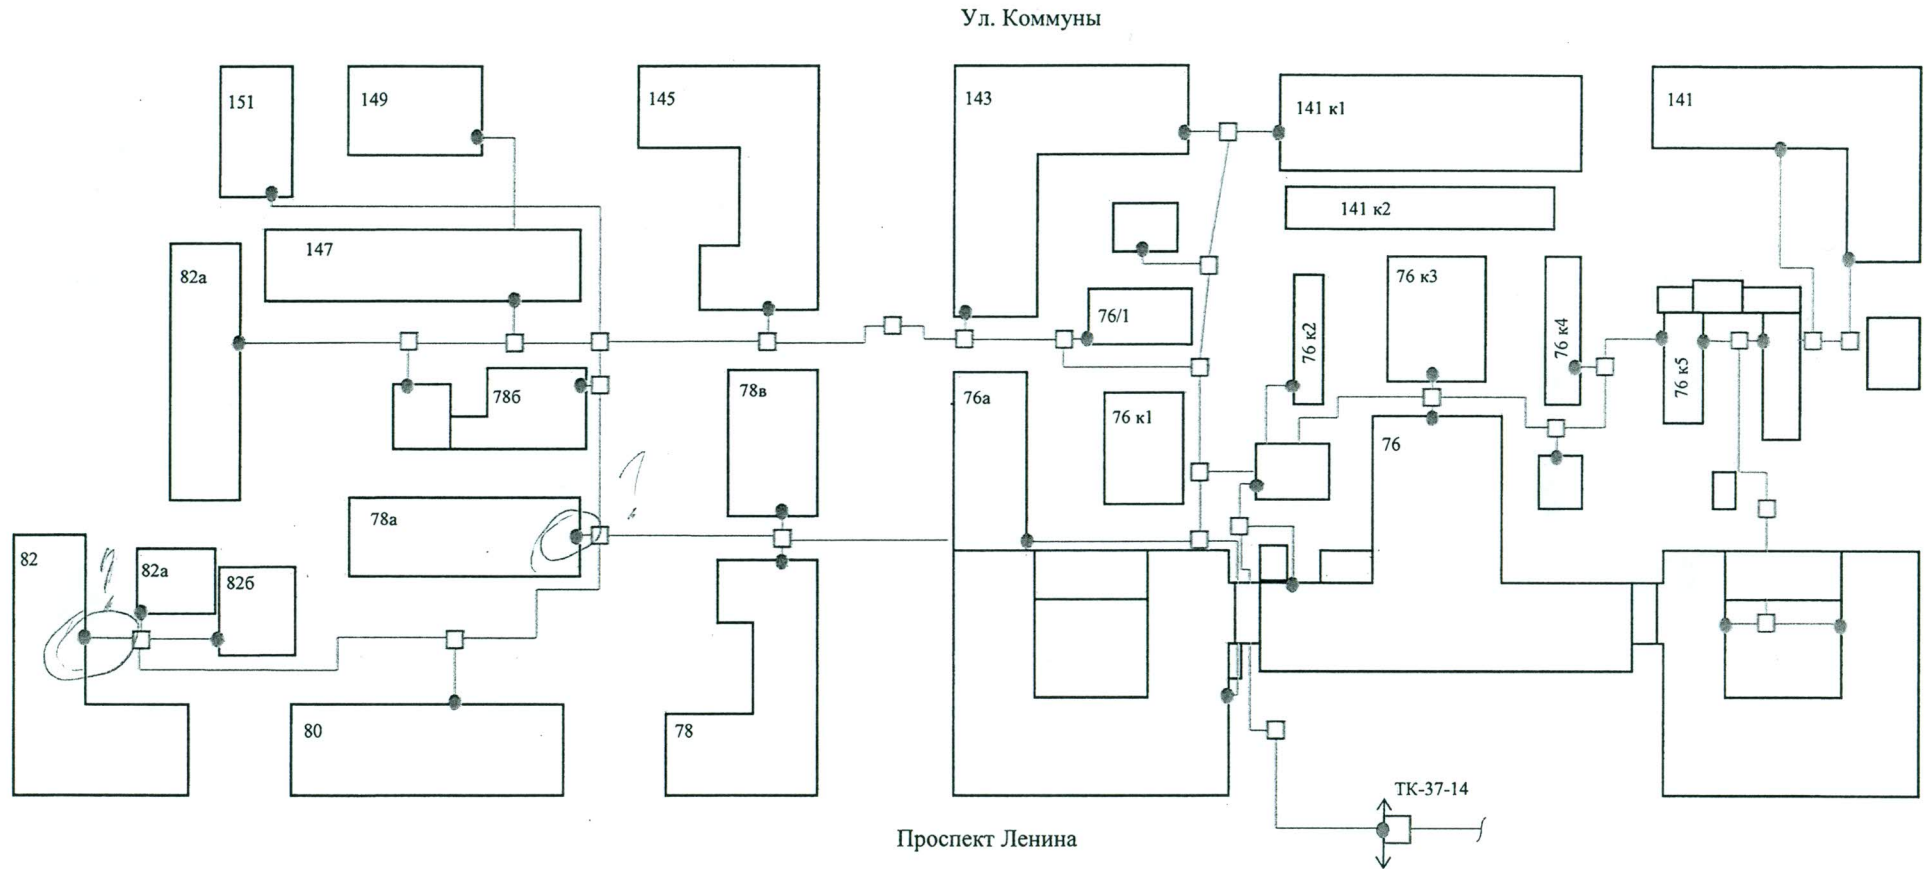 Ул. Коммуны
151
149
145
143
141 к1
141
141 к2
147
82а
76 к3
76/1
76 к2
76 к4
76 к5
78б
78в
76а
76 к1
76
78а
82
82а
82б
80
78
ТК-37-14
Проспект Ленина